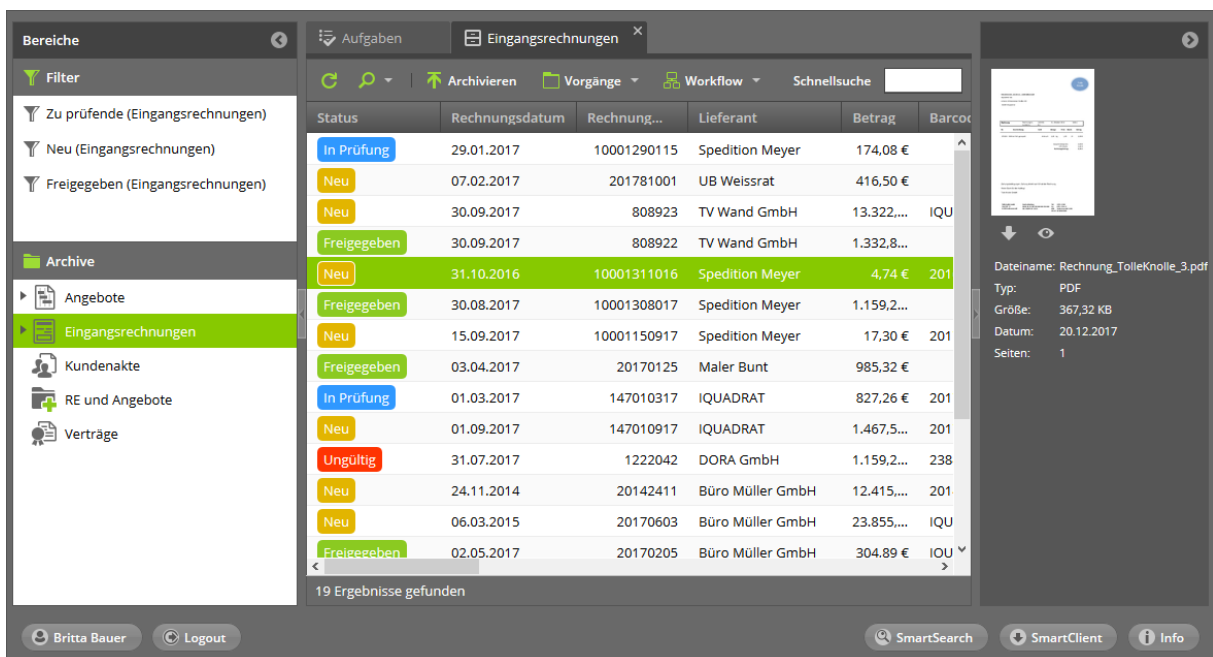 Bereiche
Filter
Zu prüfende (Eingangsrechnungen)
Neu (Eingangsrechnungen)
Freigegeben (Eingangsrechnungen)
Archive
Angebote
Eingangsrechnungen
Kundenakte
RE und Angebote
Verträge
Aufgaben Eingangsrechnungen
Archivieren Vorgänge Workflow Schnellsuche
Status Rechnungsdatum Rechnung... Lieferant Betrag Barcod
In Prüfung 29.01.2017 10001290115 Spedition Meyer 174,08 €
Neu 07.02.2017 201781001 UB Weissrat 416,50 €
Neu 30.09.2017 808923 TV Wand GmbH 13.322,... IQU
Freigegeben 30.09.2017 808922 TV Wand GmbH 1.332,8...
Neu 31.10.2016 10001311016 Spedition Meyer 4,74 € 201
Freigegeben 30.08.2017 10001308017 Spedition Meyer 1.159,2...
Neu 15.09.2017 10001150917 Spedition Meyer 17,30 € 201
Freigegeben 03.04.2017 20170125 Maler Bunt 985,32 €
In Prüfung 01.03.2017 147010317 IQUADRAT 827,26 € 201
Neu 01.09.2017 147010917 IQUADRAT 1.467,5... 201
Ungültig 31.07.2017 1222042 DORA GmbH 1.159,2... 238
Neu 24.11.2014 20142411 Büro Müller GmbH 12.415,... 201
Neu 06.03.2015 20170603 Büro Müller GmbH 23.855,... IQU
Freigegeben 02.05.2017 20170205 Büro Müller GmbH 304.89 € IQU
19 Ergebnisse gefunden
Dateiname: Rechnung_TolleKnolle_3.pdf
Typ: PDF
Größe: 367,32 KB
Datum: 20.12.2017
Seiten: 1
Britta Bauer Logout SmartSearch SmartClient Info